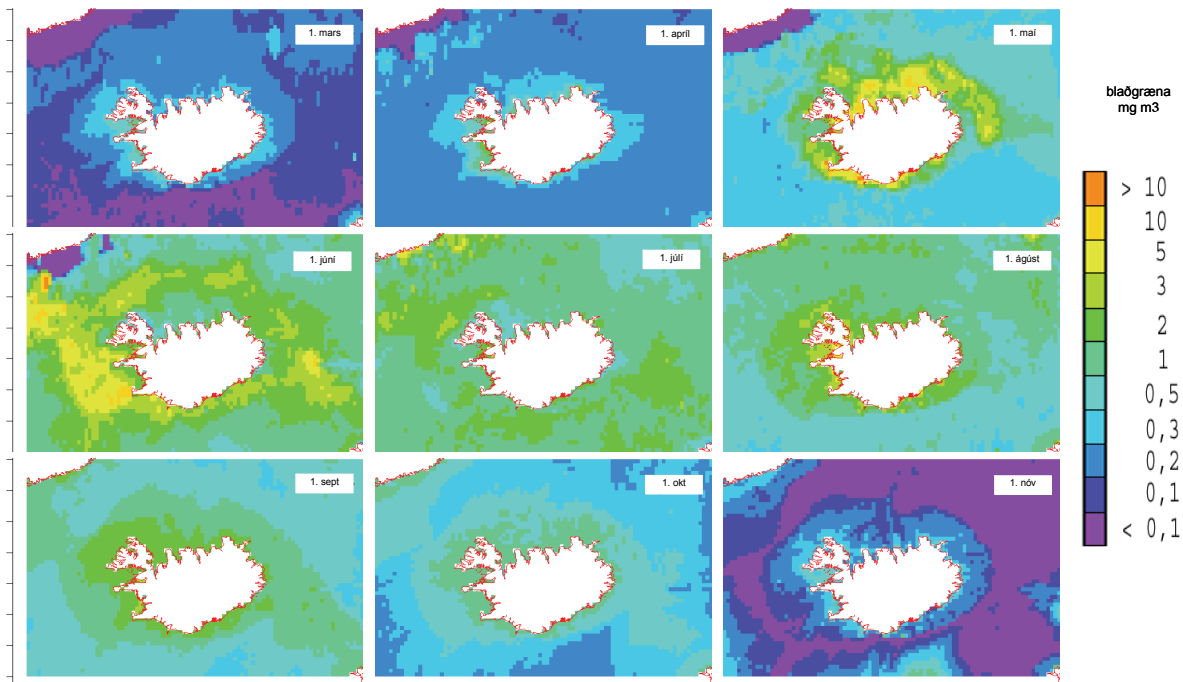 1. mars
1. apríl
1. maí
blaðgræna
mg m3
> 10
10
5
3
2
1
0,5
0,3
0,2
0,1
< 0,1
1. júní
1. júlí
1. ágúst
1. sept
1. okt
1. nóv